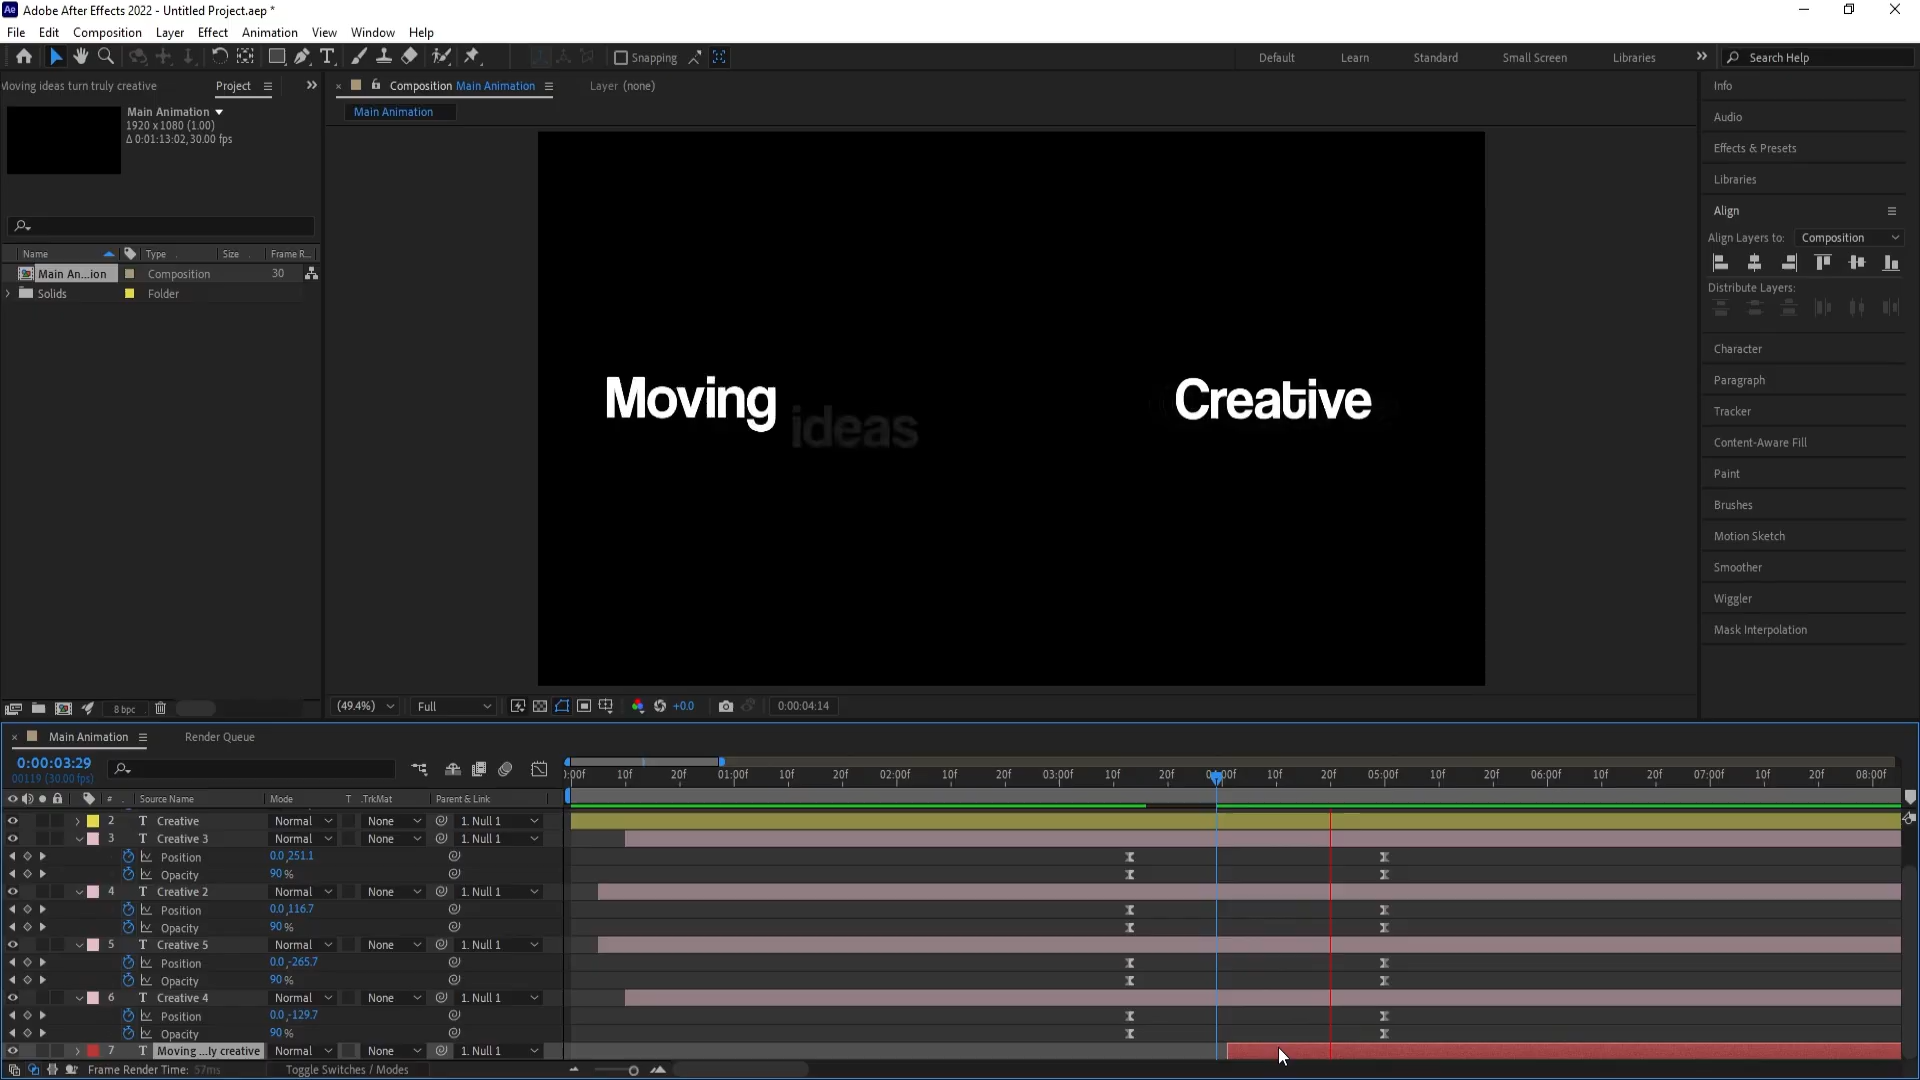 Adobe After Effects 2022 - Untitled Project.aep *
File Edit Composition Layer Effect Animation View Window Help
Snapping Default Learn Standard Small Screen Libraries Search Help
Moving ideas turn truly creative Project Composition Main Animation Layer (none)
Main Animation
1920 x 1080 (1.00)
Δ 0:01:13:02, 30.00 fps
Main Animation
Name Type Size Frame R...
Main An...ion Composition 30
Solids Folder
Moving ideas Creative
Info
Audio
Effects & Presets
Libraries
Align
Align Layers to: Composition
Distribute Layers:
Character
Paragraph
Tracker
Content-Aware Fill
Paint
Brushes
Motion Sketch
Smoother
Wiggler
Mask Interpolation
8 bpc (49.4%) Full +0.0 0:00:04:14
Main Animation Render Queue
0:00:03:29
00119 (30.00 fps)
:00f 10f 20f 01:00f 10f 20f 02:00f 10f 20f 03:00f 10f 20f 04:00f 10f 20f 05:00f 10f 20f 06:00f 10f 20f 07:00f 10f 20f 08:00f
# Source Name Mode T .TrkMat Parent & Link
2 T Creative Normal None 1. Null 1
3 T Creative 3 Normal None 1. Null 1
Position 0.0,251.1
Opacity 90 %
4 T Creative 2 Normal None 1. Null 1
Position 0.0,116.7
Opacity 90 %
5 T Creative 5 Normal None 1. Null 1
Position 0.0,-265.7
Opacity 90 %
6 T Creative 4 Normal None 1. Null 1
Position 0.0,-129.7
Opacity 90 %
7 T Moving ...ly creative Normal None 1. Null 1
Frame Render Time: 57ms Toggle Switches / Modes